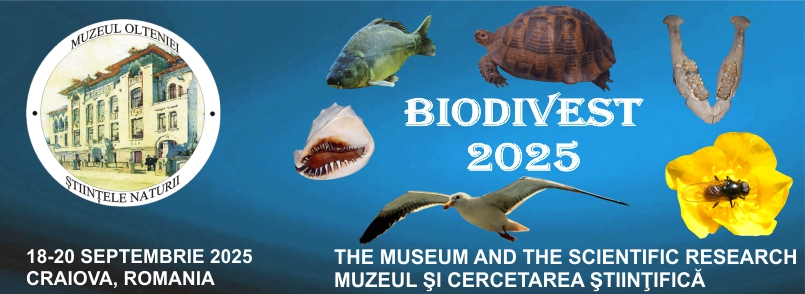 MUZEUL OLTENIEI
ŞTIINŢELE NATURII
BIODIVEST
2025
18-20 SEPTEMBRIE 2025
CRAIOVA, ROMANIA
THE MUSEUM AND THE SCIENTIFIC RESEARCH
MUZEUL ŞI CERCETAREA ŞTIINŢIFICĂ